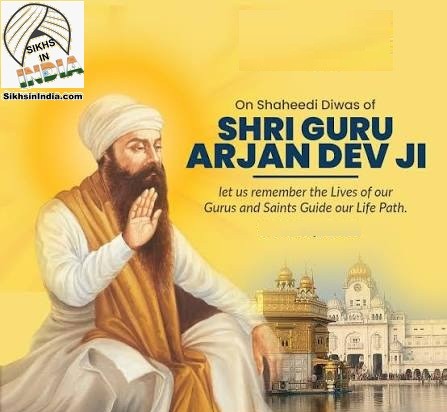 SIKHS
IN
INDIA
SikhsinIndia.com
On Shaheedi Diwas of
SHRI GURU
ARJAN DEV JI
let us remember the Lives of our
Gurus and Saints Guide our Life Path.